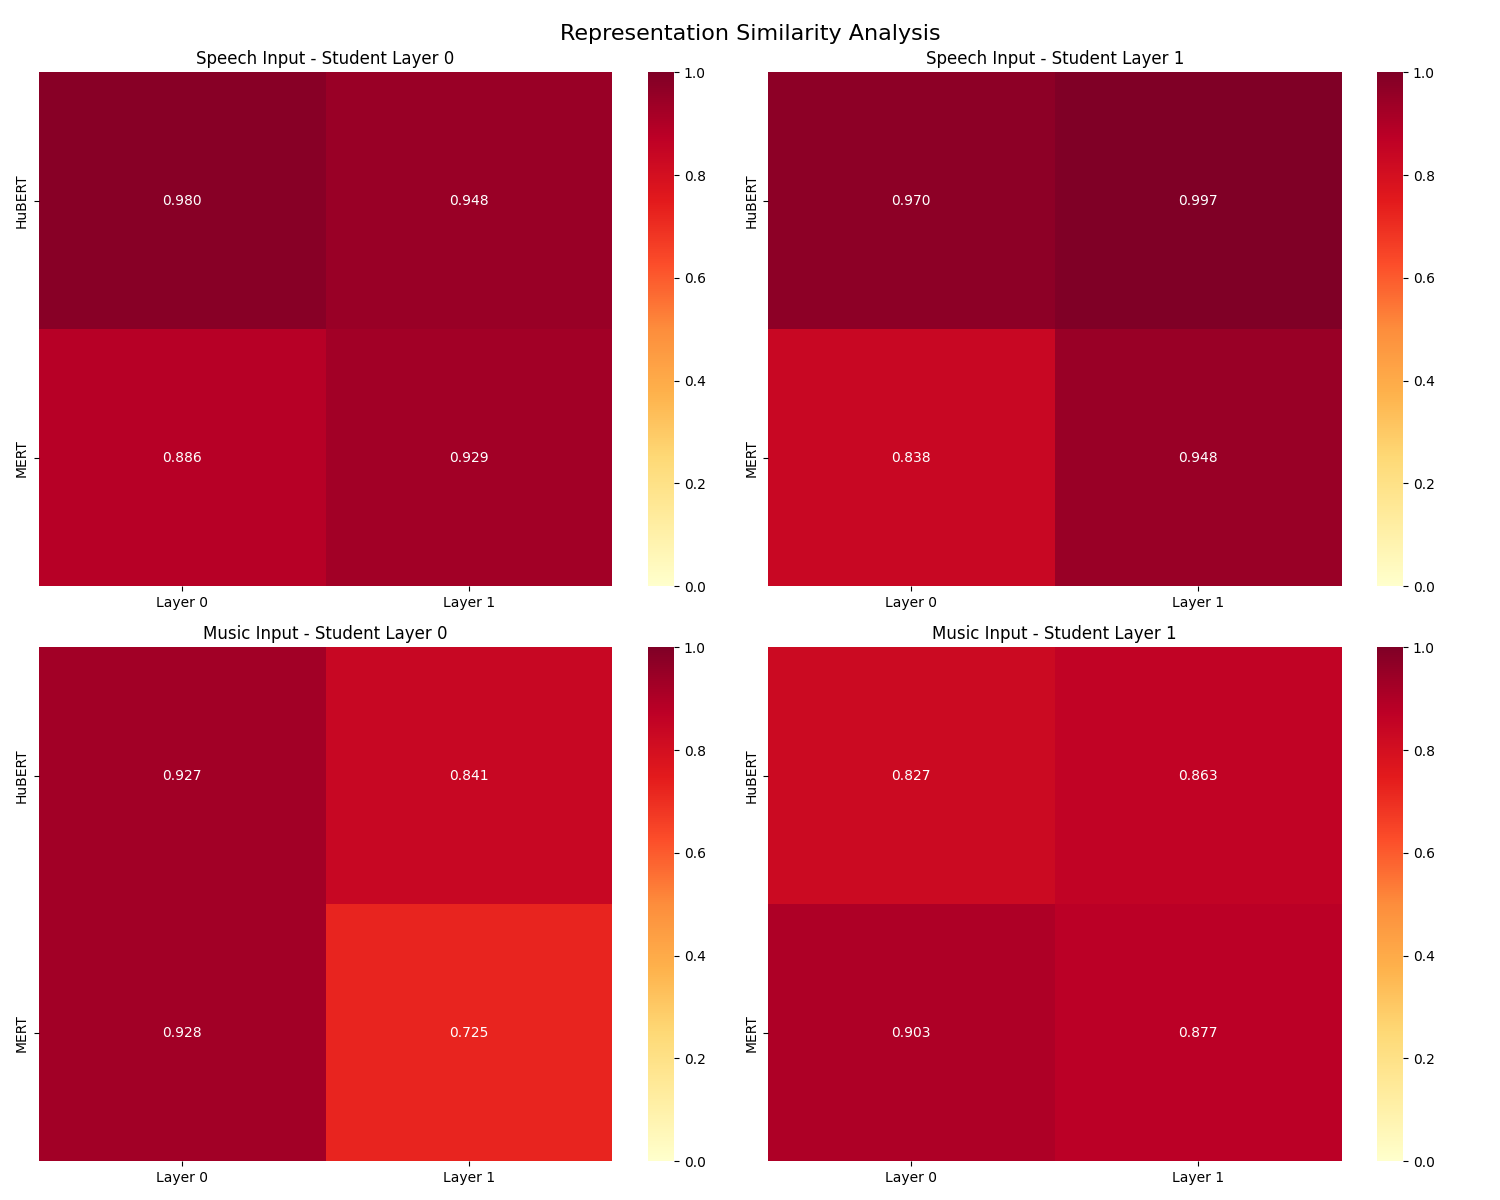 Representation Similarity Analysis
Speech Input - Student Layer 0
HuBERT
MERT
0.980
0.948
0.886
0.929
Layer 0
Layer 1
1.0
0.8
0.6
0.4
0.2
0.0
Speech Input - Student Layer 1
HuBERT
MERT
0.970
0.997
0.838
0.948
Layer 0
Layer 1
1.0
0.8
0.6
0.4
0.2
0.0
Music Input - Student Layer 0
HuBERT
MERT
0.927
0.841
0.928
0.725
Layer 0
Layer 1
1.0
0.8
0.6
0.4
0.2
0.0
Music Input - Student Layer 1
HuBERT
MERT
0.827
0.863
0.903
0.877
Layer 0
Layer 1
1.0
0.8
0.6
0.4
0.2
0.0